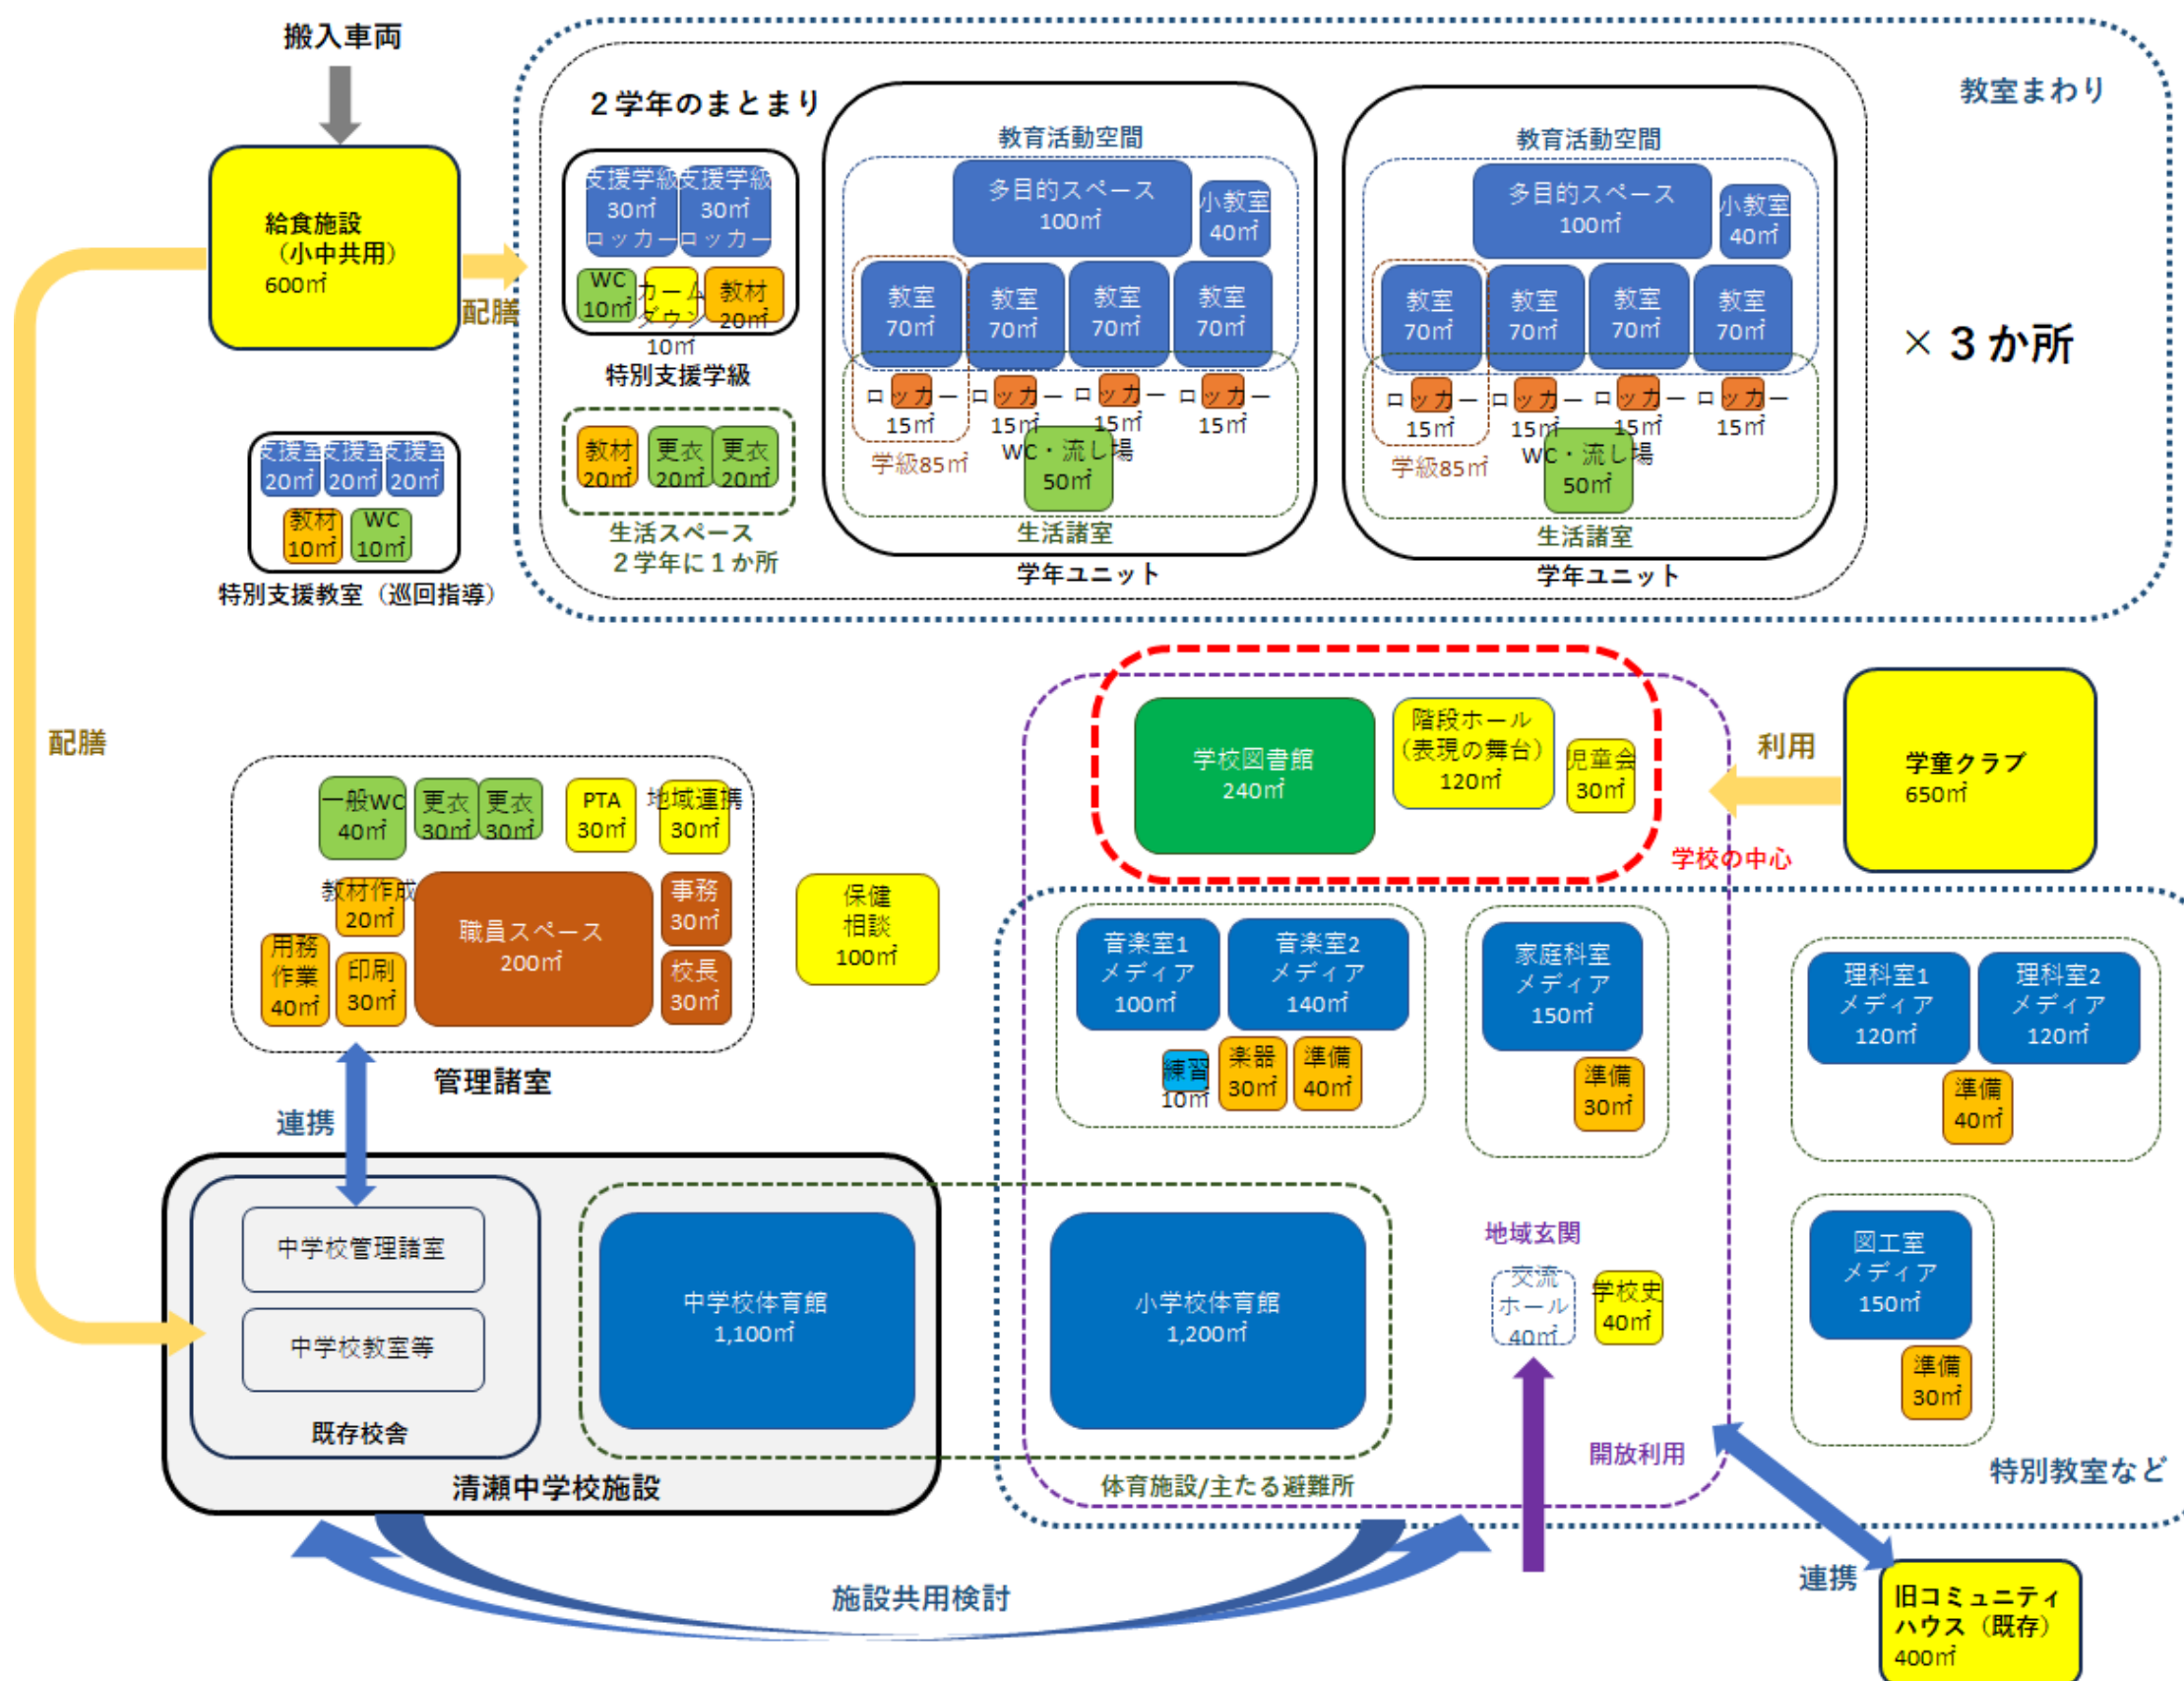 搬入車両
給食施設
（小中共用）
600㎡
配膳
教室まわり
２学年のまとまり
支援学級
30㎡
ロッカー
支援学級
30㎡
ロッカー
WC
10㎡
カーム
ダウン
10㎡
教材
20㎡
特別支援学級
教材
20㎡
更衣
20㎡
更衣
20㎡
生活スペース
２学年に１か所
教育活動空間
多目的スペース
100㎡
小教室
40㎡
教室
70㎡
教室
70㎡
教室
70㎡
教室
70㎡
ロッカー
15㎡
ロッカー
15㎡
ロッカー
15㎡
ロッカー
15㎡
学級85㎡
WC・流し場
50㎡
生活諸室
学年ユニット
教育活動空間
多目的スペース
100㎡
小教室
40㎡
教室
70㎡
教室
70㎡
教室
70㎡
教室
70㎡
ロッカー
15㎡
ロッカー
15㎡
ロッカー
15㎡
ロッカー
15㎡
学級85㎡
WC・流し場
50㎡
生活諸室
学年ユニット
×３か所
支援室
20㎡
支援室
20㎡
支援室
20㎡
教材
10㎡
WC
10㎡
特別支援教室（巡回指導）
配膳
一般WC
40㎡
更衣
30㎡
更衣
30㎡
PTA
30㎡
地域連携
30㎡
教材作成
20㎡
用務
作業
40㎡
印刷
30㎡
職員スペース
200㎡
事務
30㎡
校長
30㎡
管理諸室
保健
相談
100㎡
学校図書館
240㎡
階段ホール
（表現の舞台）
120㎡
児童会
30㎡
学校の中心
利用
学童クラブ
650㎡
音楽室1
メディア
100㎡
音楽室2
メディア
140㎡
練習
10㎡
楽器
30㎡
準備
40㎡
家庭科室
メディア
150㎡
準備
30㎡
理科室1
メディア
120㎡
理科室2
メディア
120㎡
準備
40㎡
図工室
メディア
150㎡
準備
30㎡
特別教室など
連携
中学校管理諸室
中学校教室等
既存校舎
清瀬中学校施設
中学校体育館
1,100㎡
小学校体育館
1,200㎡
体育施設/主たる避難所
地域玄関
交流
ホール
40㎡
学校史
40㎡
開放利用
施設共用検討
連携
旧コミュニティ
ハウス（既存）
400㎡